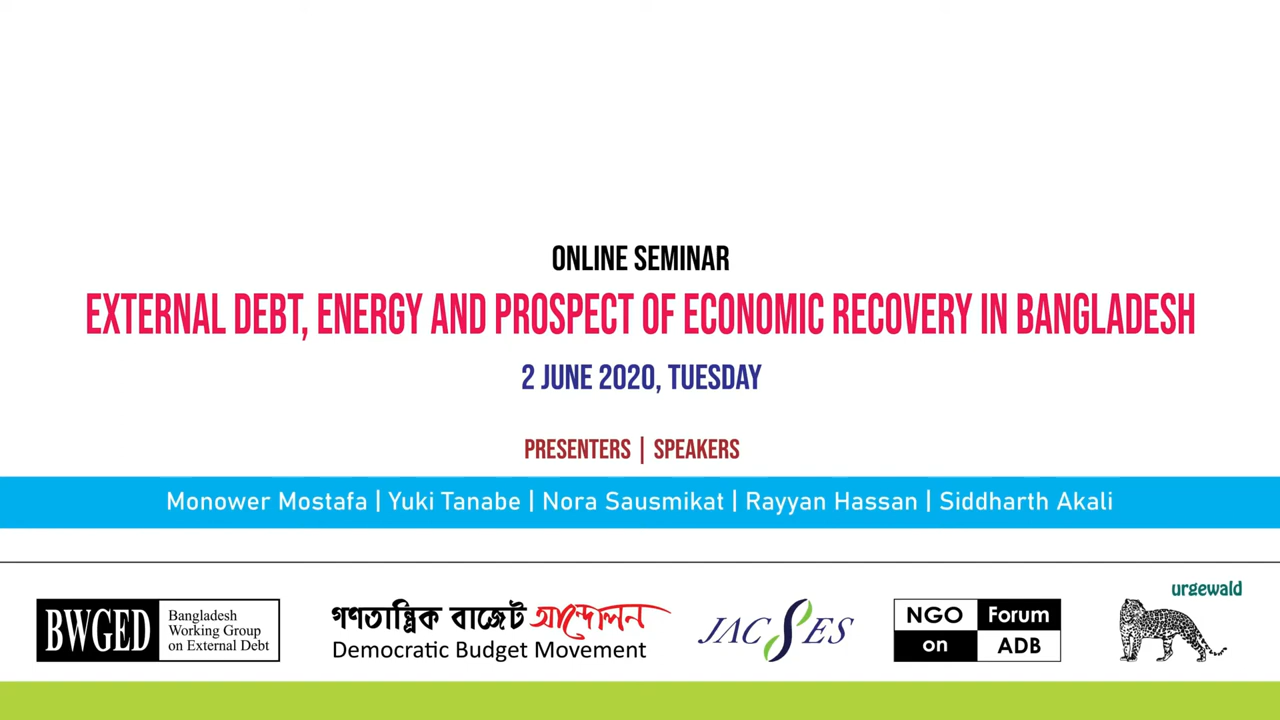 ONLINE SEMINAR
EXTERNAL DEBT, ENERGY AND PROSPECT OF ECONOMIC RECOVERY IN BANGLADESH
2 JUNE 2020, TUESDAY
PRESENTERS | SPEAKERS
Monower Mostafa | Yuki Tanabe | Nora Sausmikat | Rayyan Hassan | Siddharth Akali
BWGED
Bangladesh
Working Group
on External Debt
গণতান্ত্রিক বাজেট আন্দোলন
Democratic Budget Movement
JACSES
NGO Forum
on ADB
urgewald